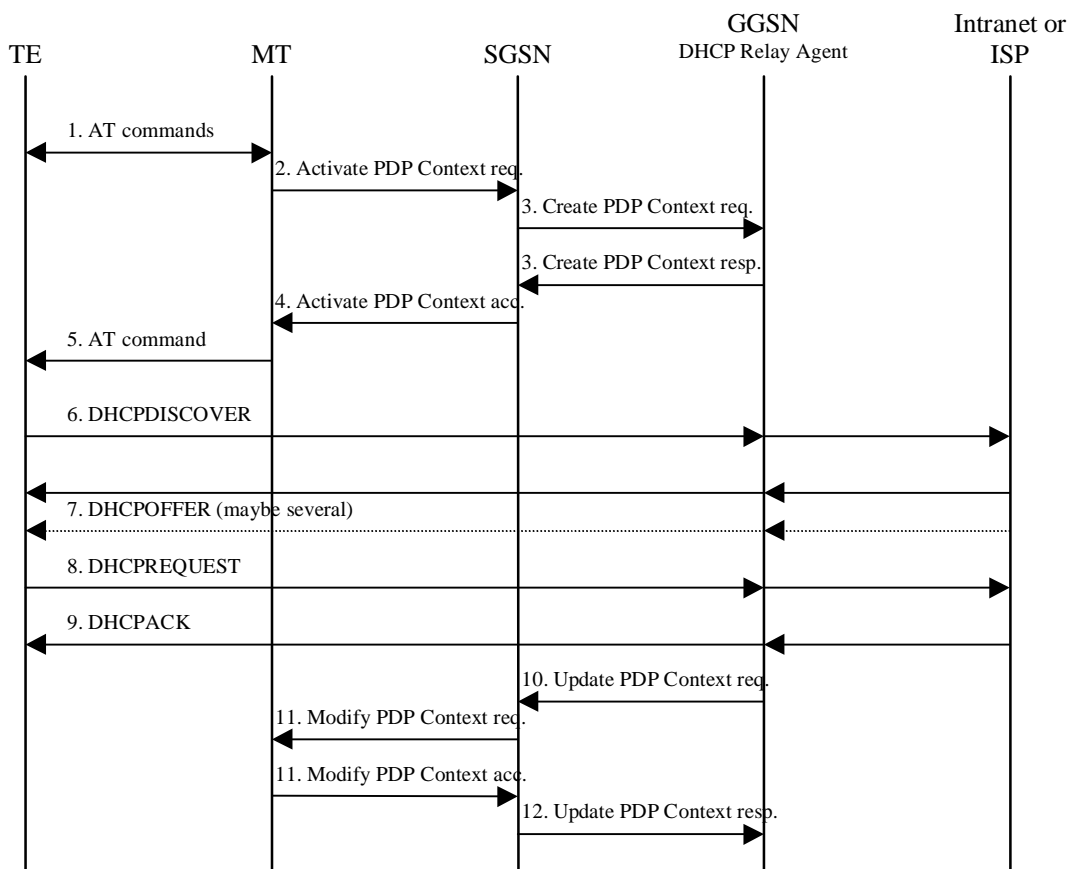 GGSN
Intranet or
TE
MT
SGSN
DHCP Relay Agent
ISP
1. AT commands
2. Activate PDP Context req.
3. Create PDP Context req.
3. Create PDP Context resp.
4. Activate PDP Context acc.
5. AT command
6. DHCPDISCOVER
7. DHCPOFFER (maybe several)
8. DHCPREQUEST
9. DHCPACK
10. Update PDP Context req.
11. Modify PDP Context req.
11. Modify PDP Context acc.
12. Update PDP Context resp.